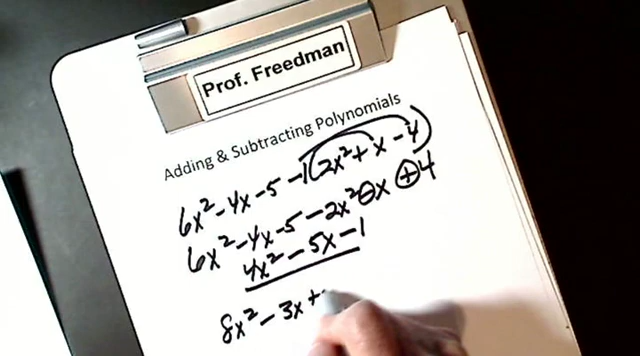 Prof. Freedman
Adding & Subtracting Polynomials
6x² - 4x - 5 - 1(2x² + x - 4)
6x² - 4x - 5 - 2x² ⊖ x ⊕ 4
4x² - 5x - 1
8x² - 3x +